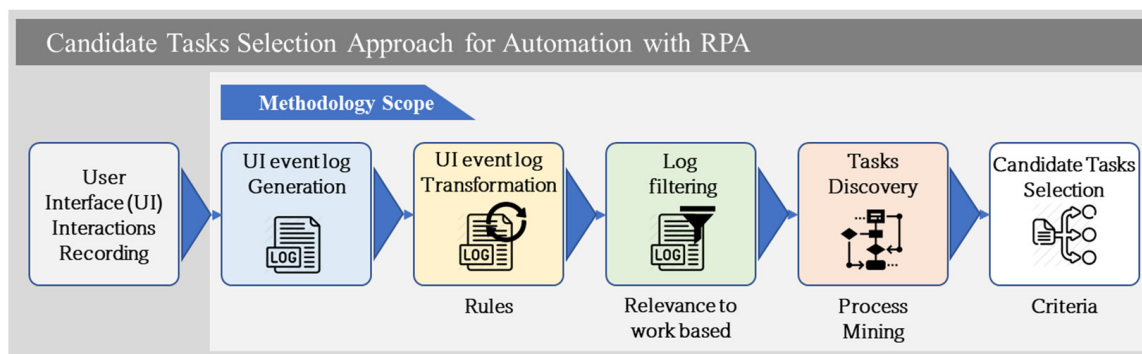 Candidate Tasks Selection Approach for Automation with RPA
Methodology Scope
User
Interface (UI)
Interactions
Recording
UI event log
Generation
LOG
UI event log
Transformation
LOG
Rules
Log
filtering
LOG
Relevance to
work based
Tasks
Discovery
Process
Mining
Candidate Tasks
Selection
Criteria